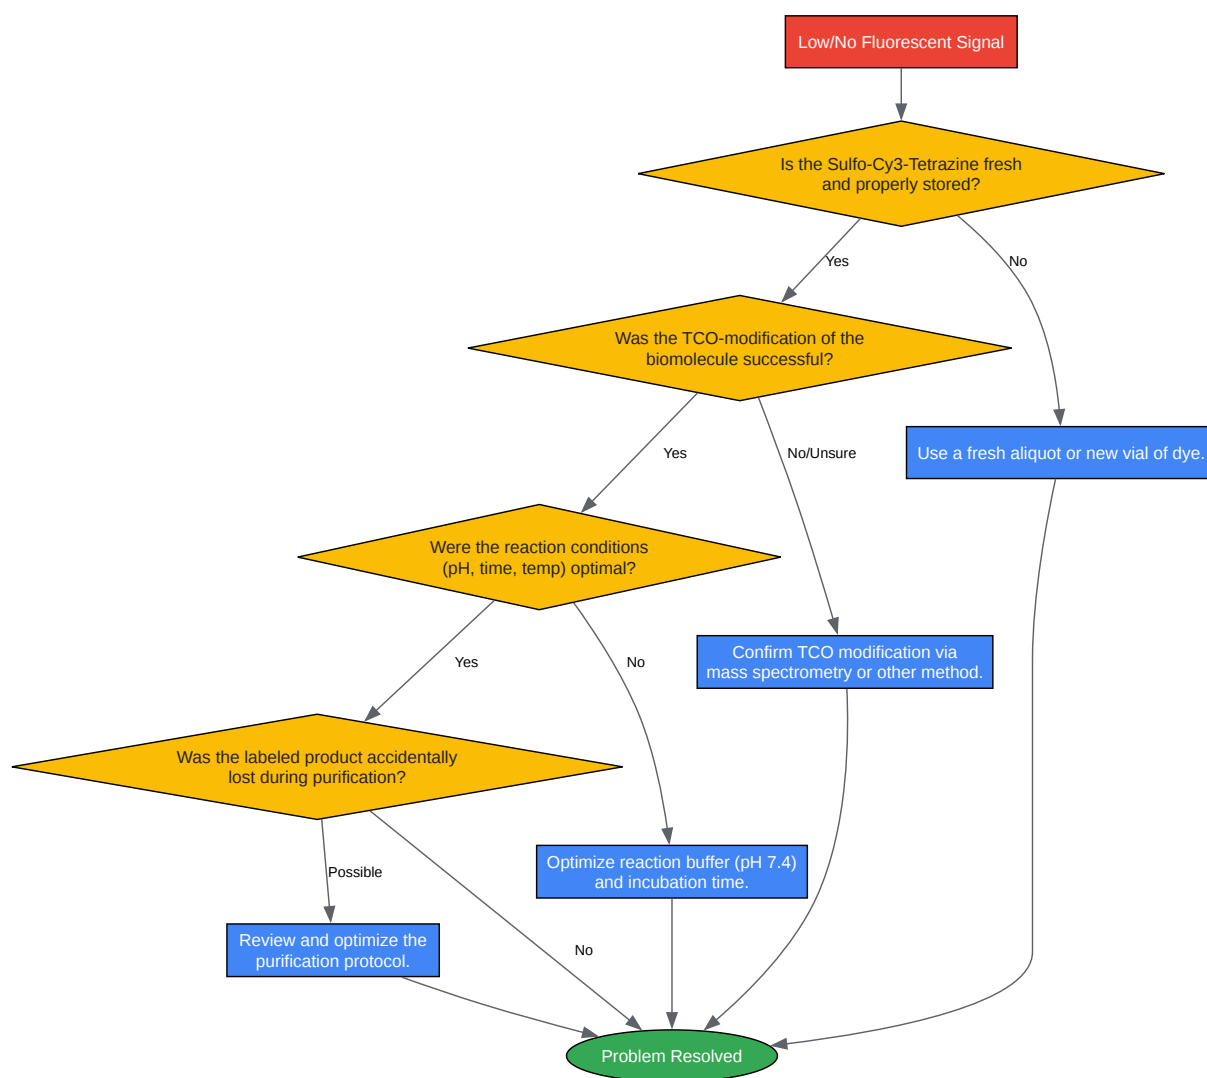 Low/No Fluorescent Signal
Is the Sulfo-Cy3-Tetrazine fresh
and properly stored?
Yes
No
Was the TCO-modification of the
biomolecule successful?
Yes
No/Unsure
Use a fresh aliquot or new vial of dye.
Were the reaction conditions
(pH, time, temp) optimal?
Yes
No
Confirm TCO modification via
mass spectrometry or other method.
Was the labeled product accidentally
lost during purification?
Possible
No
Optimize reaction buffer (pH 7.4)
and incubation time.
Review and optimize the
purification protocol.
Problem Resolved